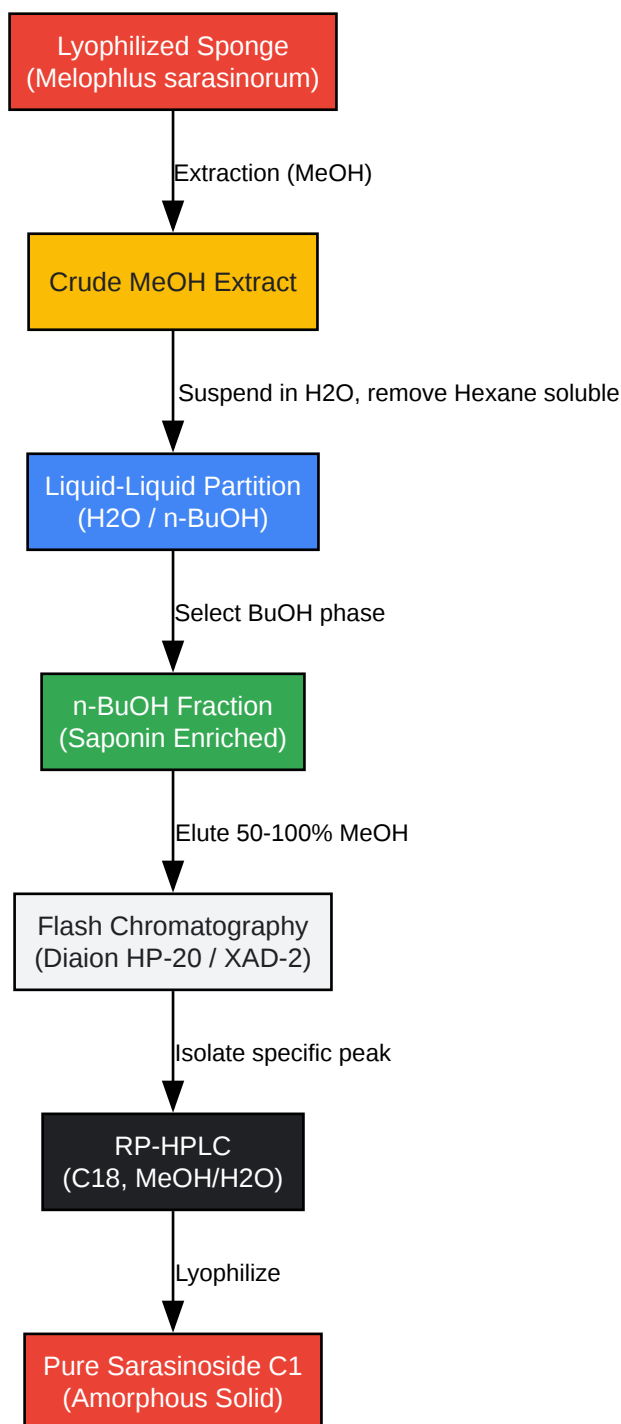 Lyophilized Sponge
(Melophlus sarasinorum)
Extraction (MeOH)
Crude MeOH Extract
Suspend in H2O, remove Hexane soluble
Liquid-Liquid Partition
(H2O / n-BuOH)
Select BuOH phase
n-BuOH Fraction
(Saponin Enriched)
Elute 50-100% MeOH
Flash Chromatography
(Diaion HP-20 / XAD-2)
Isolate specific peak
RP-HPLC
(C18, MeOH/H2O)
Lyophilize
Pure Sarasinoside C1
(Amorphous Solid)